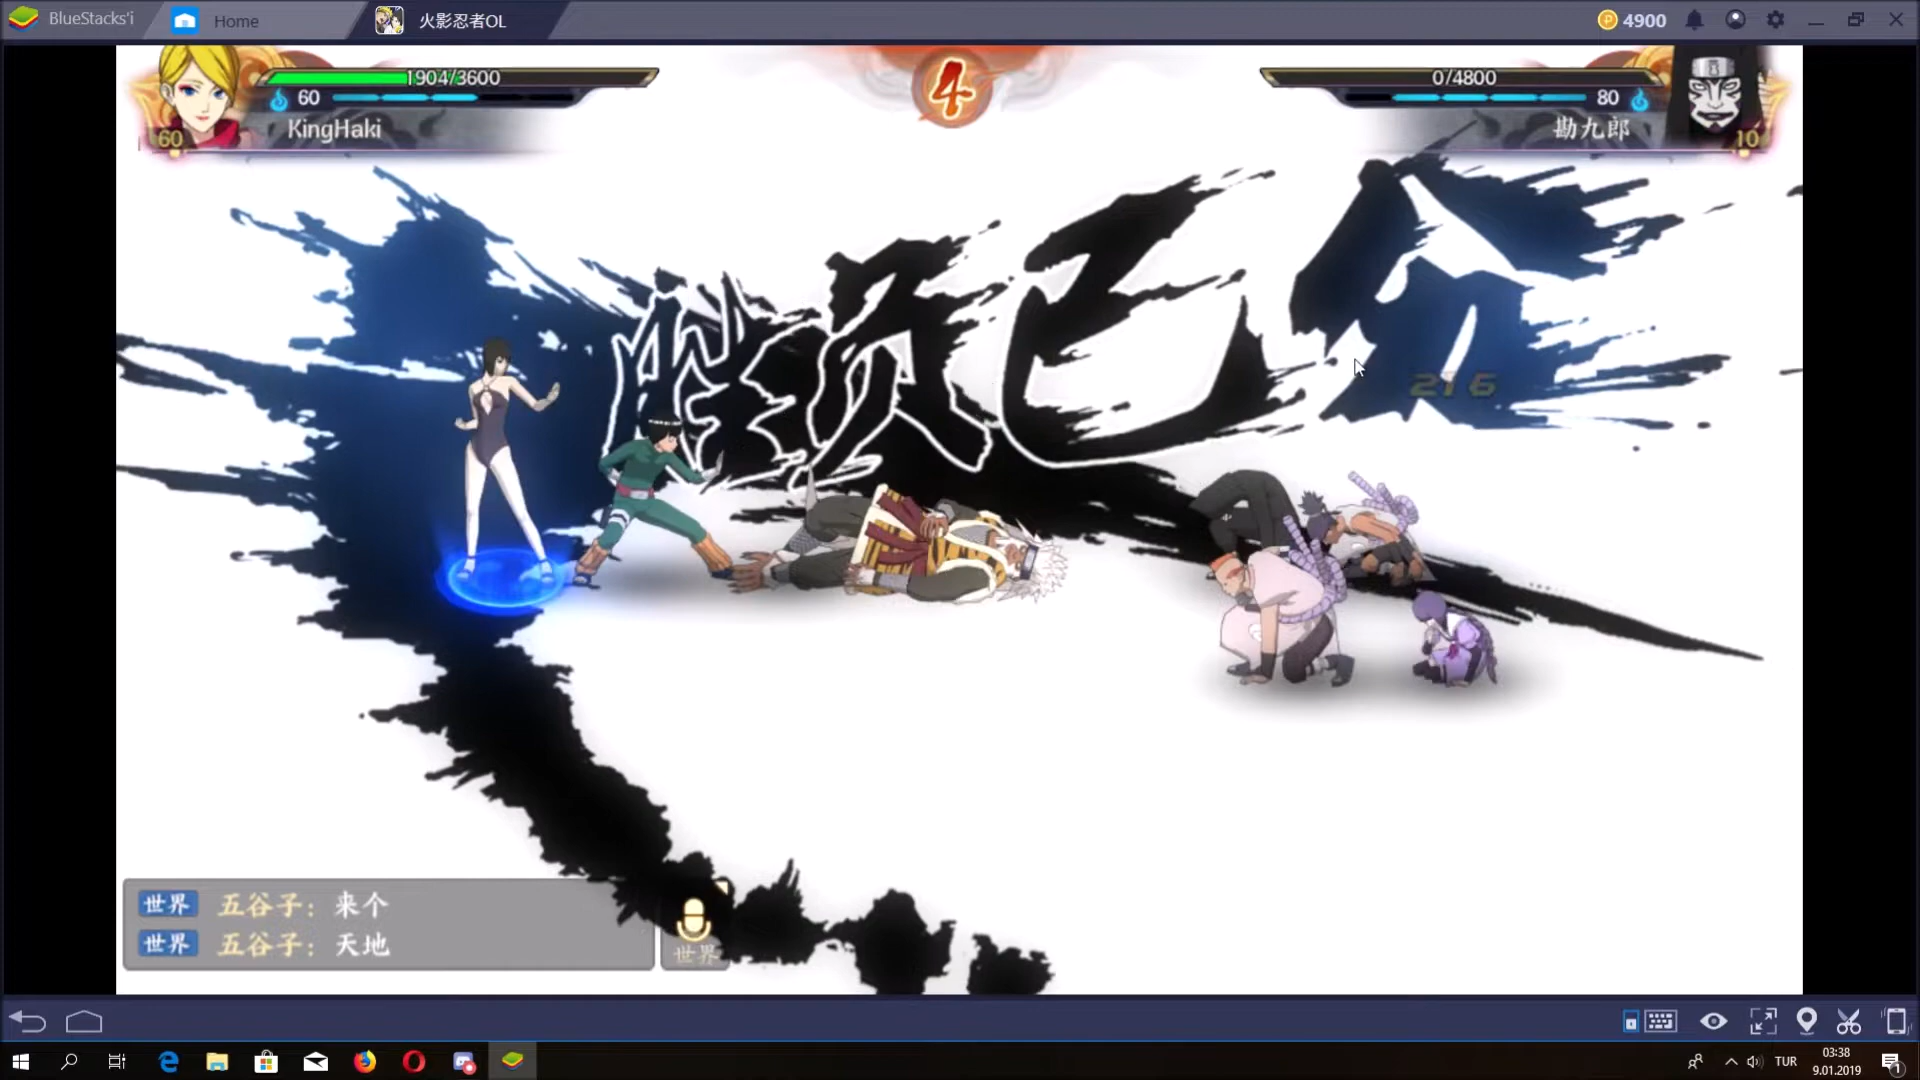 BlueStacks'i
Home
火影忍者OL
4900
1904/3600
60
KingHaki
60
4
0/4800
80
勘九郎
10
胜负已分
216
世界 五谷子：来个
世界 五谷子：天地
世界
TUR
03:38
9.01.2019
1